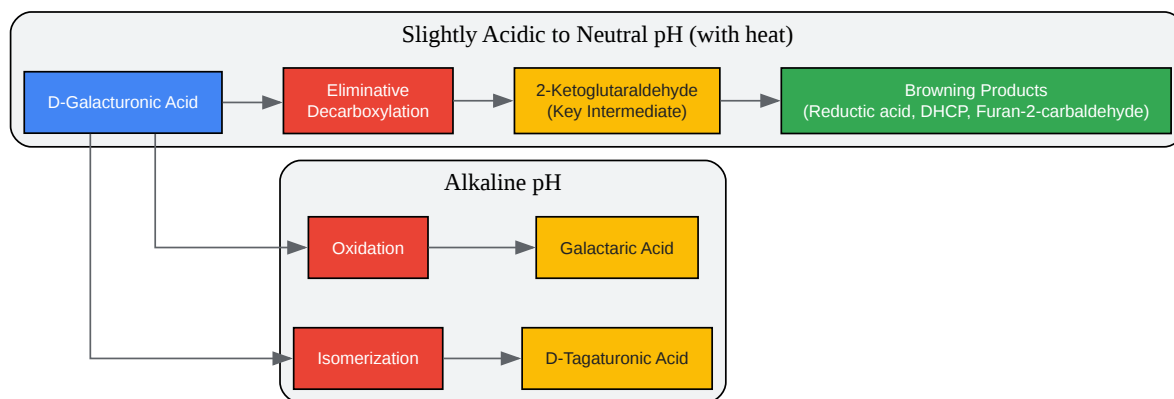 Slightly Acidic to Neutral pH (with heat)
D-Galacturonic Acid
Eliminative
Decarboxylation
2-Ketoglutaraldehyde
(Key Intermediate)
Browning Products
(Reductic acid, DHCP, Furan-2-carbaldehyde)
Alkaline pH
Oxidation
Galactaric Acid
Isomerization
D-Tagaturonic Acid